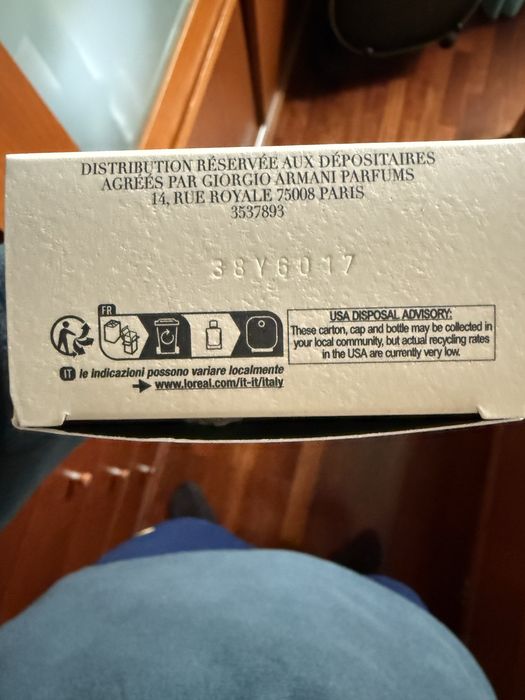 DISTRIBUTION RÉSERVÉE AUX DÉPOSITAIRES
AGRÉÉS PAR GIORGIO ARMANI PARFUMS
14, RUE ROYALE 75008 PARIS
3537893
38Y6017
FR
USA DISPOSAL ADVISORY:
These carton, cap and bottle may be collected in
your local community, but actual recycling rates
in the USA are currently very low.
IT le indicazioni possono variare localmente
www.loreal.com/it-it/italy